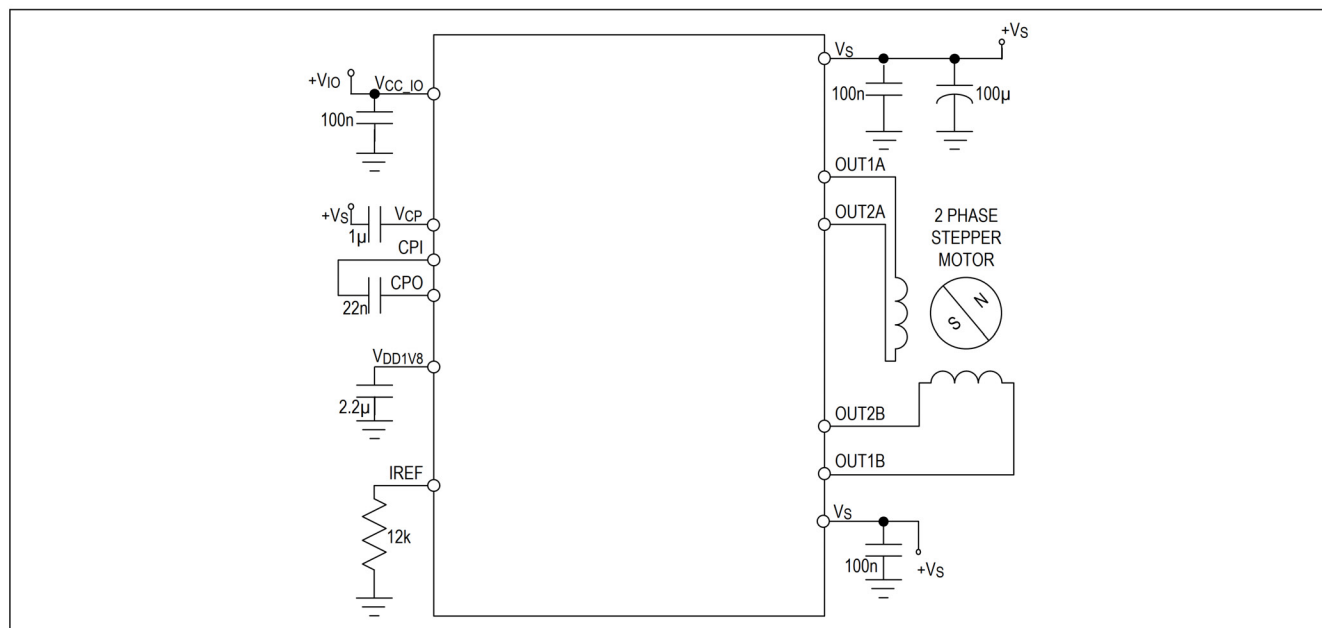 +VIO
VCC_IO
100n
+VS
VCP
1µ
CPI
CPO
22n
VDD1V8
2.2µ
IREF
12k
VS
+VS
100n
100µ
OUT1A
OUT2A
2 PHASE
STEPPER
MOTOR
N
S
OUT2B
OUT1B
VS
100n
+VS